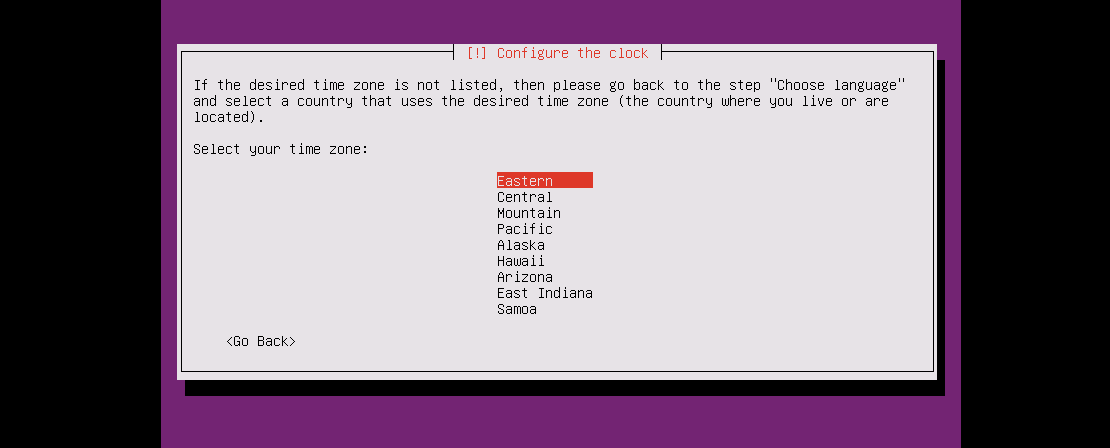 [!] Configure the clock
If the desired time zone is not listed, then please go back to the step "Choose language"
and select a country that uses the desired time zone (the country where you live or are
located).
Select your time zone:
Eastern
Central
Mountain
Pacific
Alaska
Hawaii
Arizona
East Indiana
Samoa
<Go Back>